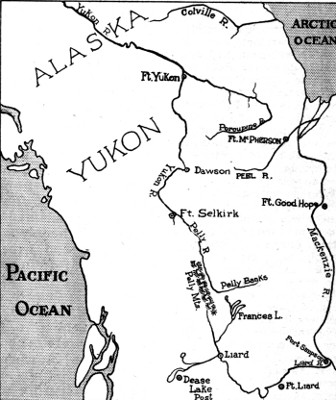 Yukon R.
Colville R.
ARCTIC
OCEAN
ALASKA
Ft. Yukon
Porcupine R.
Ft. McPHERSON
YUKON
Dawson
PEEL R.
Yukon R.
Ft. Good Hope
Ft. Selkirk
Pelly R
Mackenzie R.
PACIFIC
OCEAN
Pelly Banks
Pelly Mts.
Frances L.
Fort Simpson
Liard R.
Liard
Dease
Lake
Post
Ft. Liard